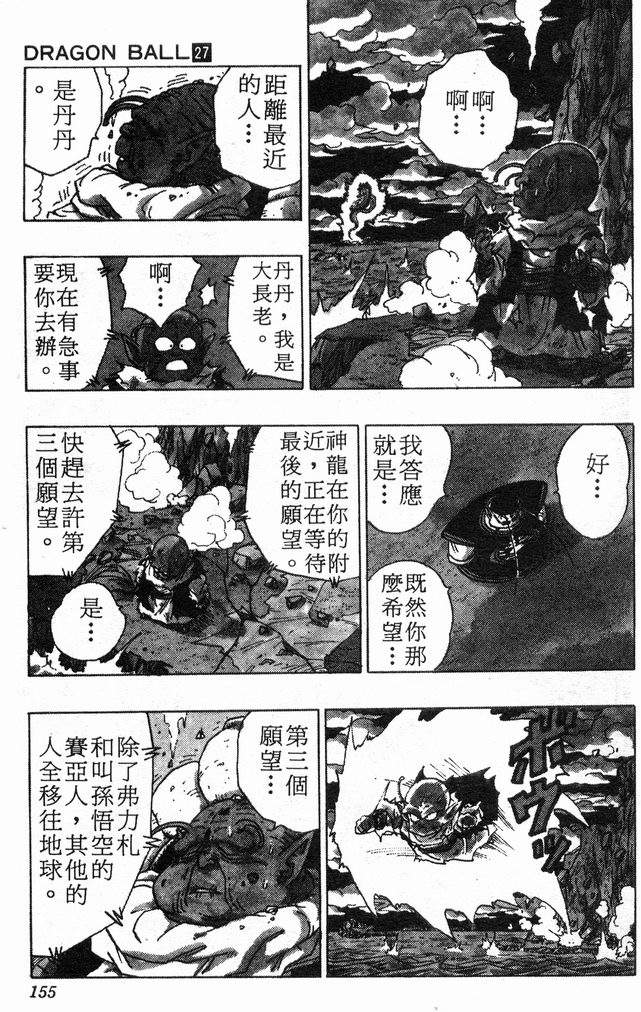 DRAGON BALL 27
啊…
啊…
距離最近
的人…
是丹丹
。
丹丹，我是
大長老。
啊…
現在有急事
要你去辦。
好…
我答應
就是…
既然你那
麼希望…
神龍在你的附
近，正在等待
最後的願望。
快趕去許第
三個願望。
是…
ボウッ
第三個
願望…
除了弗力札
和叫孫悟空的
賽亞人，其他的
人全移往地球。
155